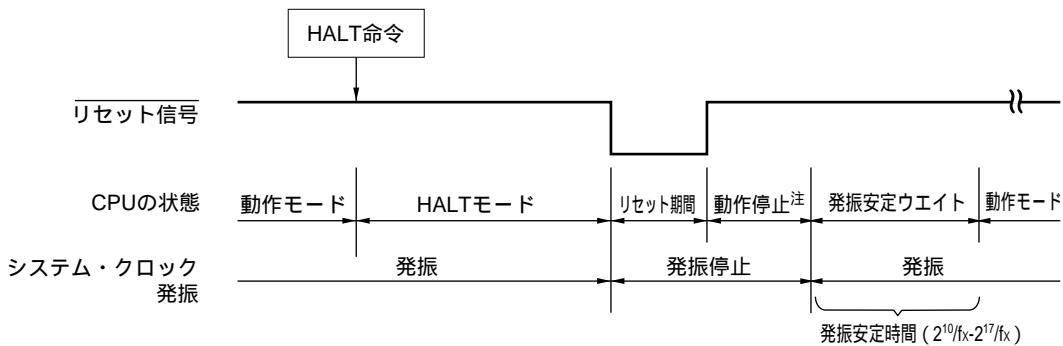 HALT命令
リセット信号
CPUの状態 動作モード HALTモード リセット期間 動作停止注 発振安定ウエイト 動作モード
システム・クロック
発振 発振 発振停止 発振
発振安定時間（2^10/fX-2^17/fX）